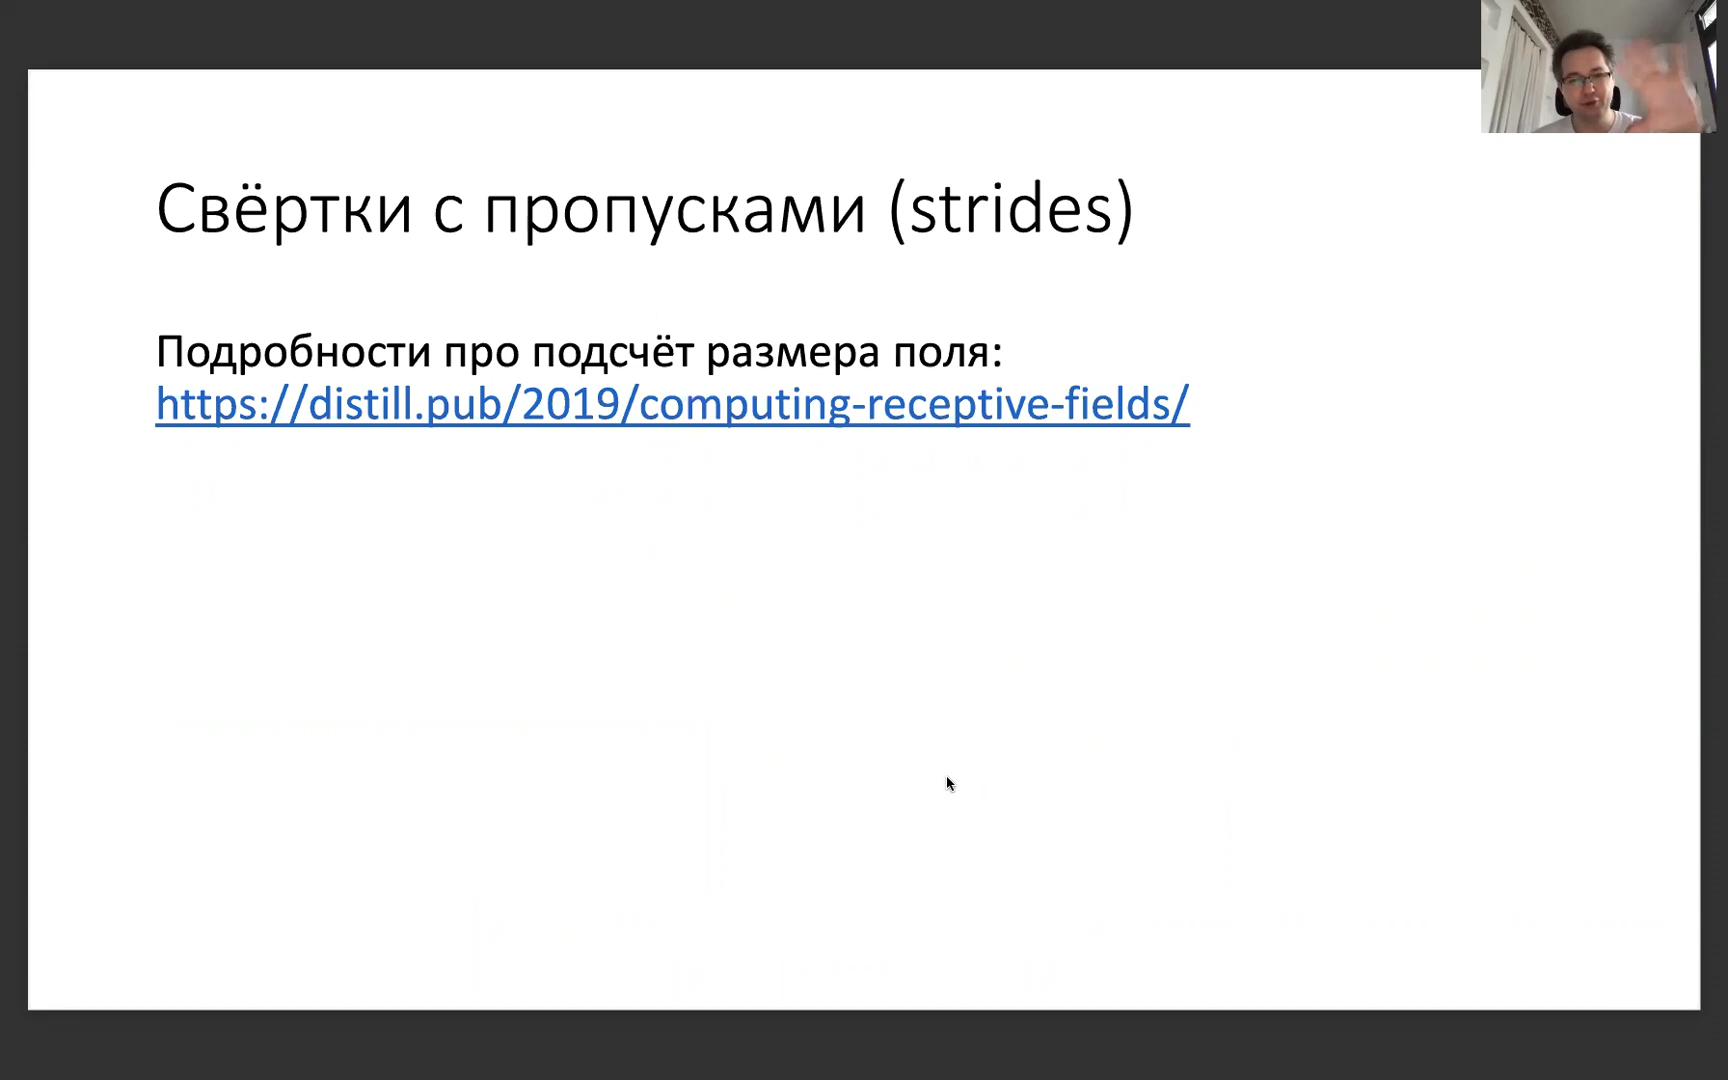 Свёртки с пропусками (strides)
Подробности про подсчёт размера поля:
https://distill.pub/2019/computing-receptive-fields/